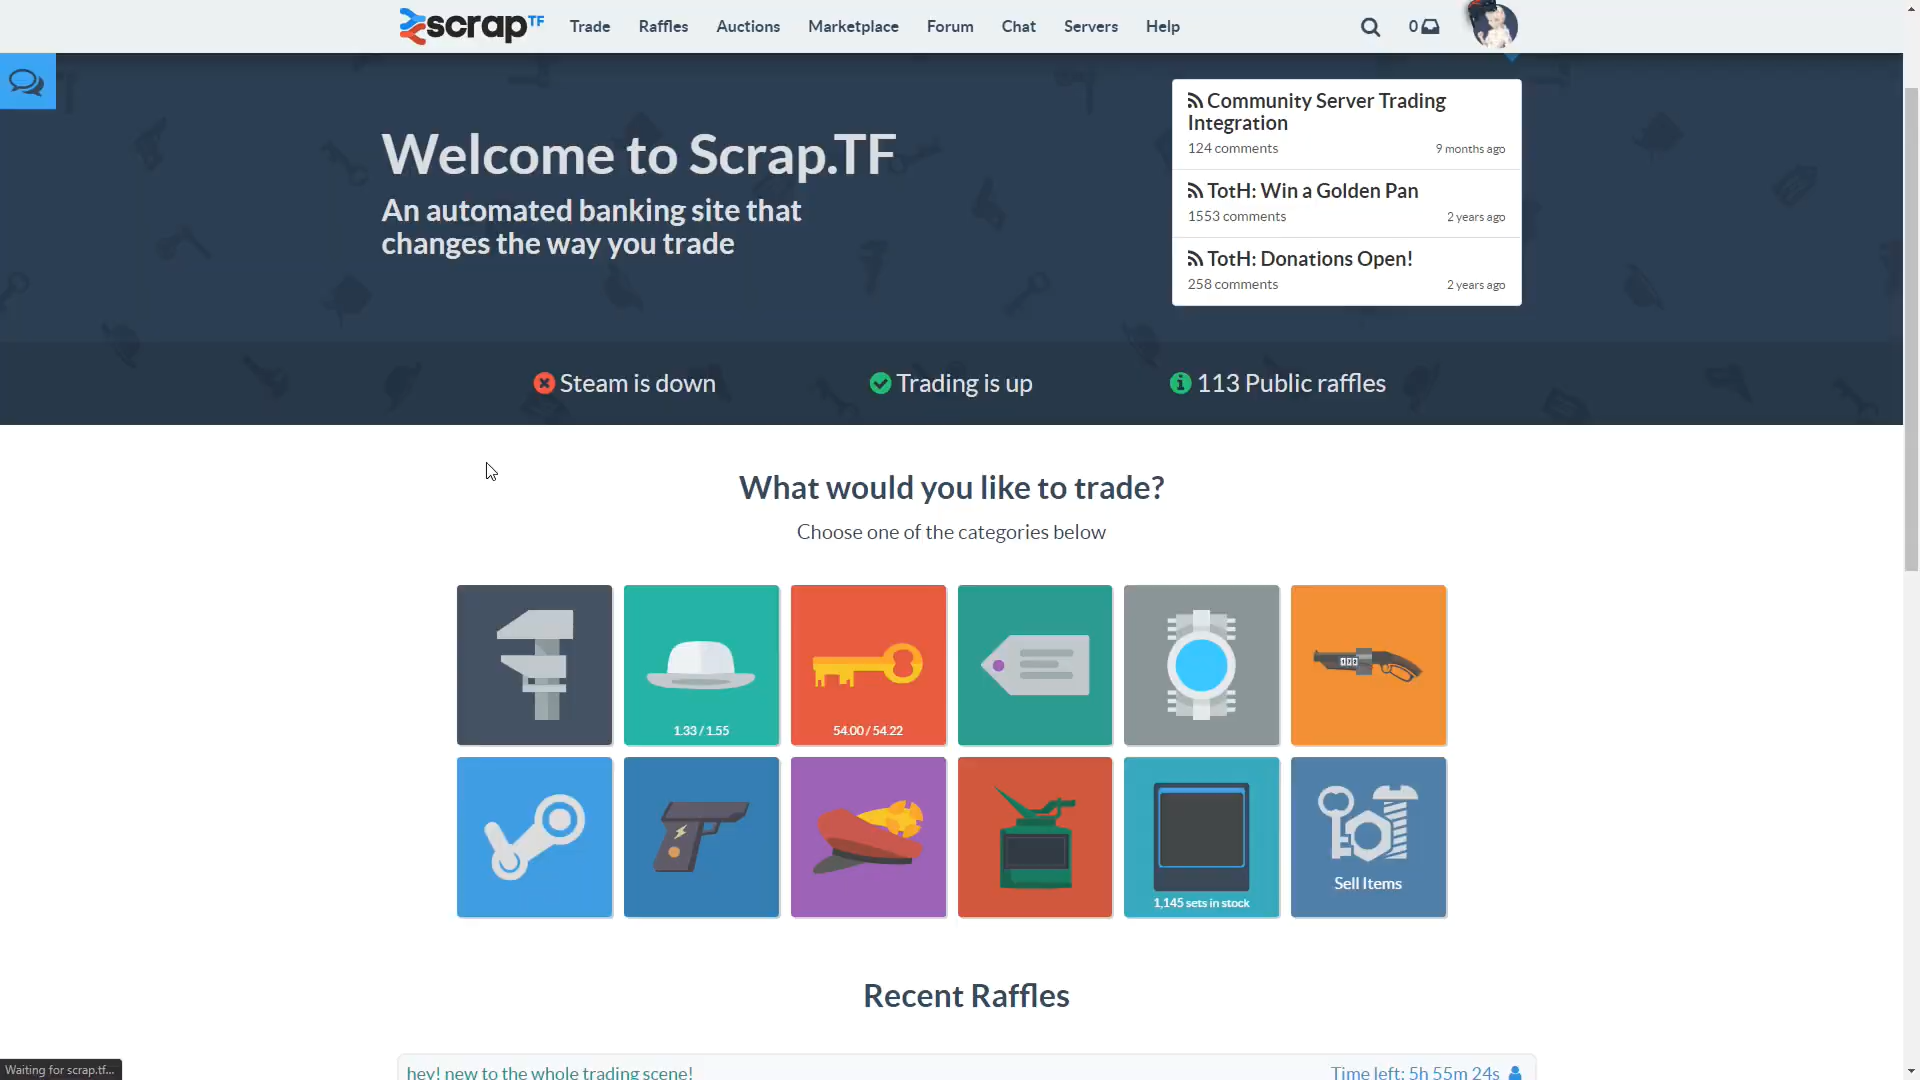 scrap TF
Trade
Raffles
Auctions
Marketplace
Forum
Chat
Servers
Help
0
Welcome to Scrap.TF
An automated banking site that
changes the way you trade
Community Server Trading
Integration
124 comments
9 months ago
TotH: Win a Golden Pan
1553 comments
2 years ago
TotH: Donations Open!
258 comments
2 years ago
Steam is down
Trading is up
113 Public raffles
What would you like to trade?
Choose one of the categories below
1.33 / 1.55
54.00 / 54.22
000
1,145 sets in stock
Sell Items
Recent Raffles
hey! new to the whole trading scene!
Time left: 5h 55m 24s
Waiting for scrap.tf...